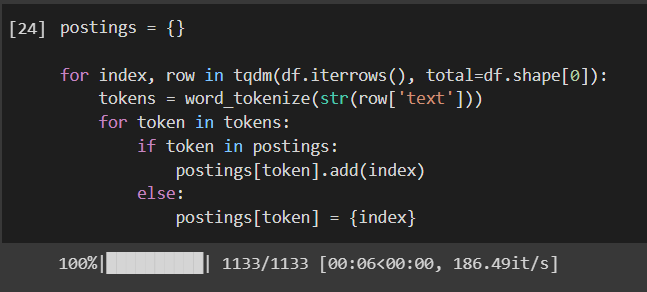 [24] postings = {}
for index, row in tqdm(df.iterrows(), total=df.shape[0]):
    tokens = word_tokenize(str(row['text']))
    for token in tokens:
        if token in postings:
            postings[token].add(index)
        else:
            postings[token] = {index}
100%|██████████| 1133/1133 [00:06<00:00, 186.49it/s]